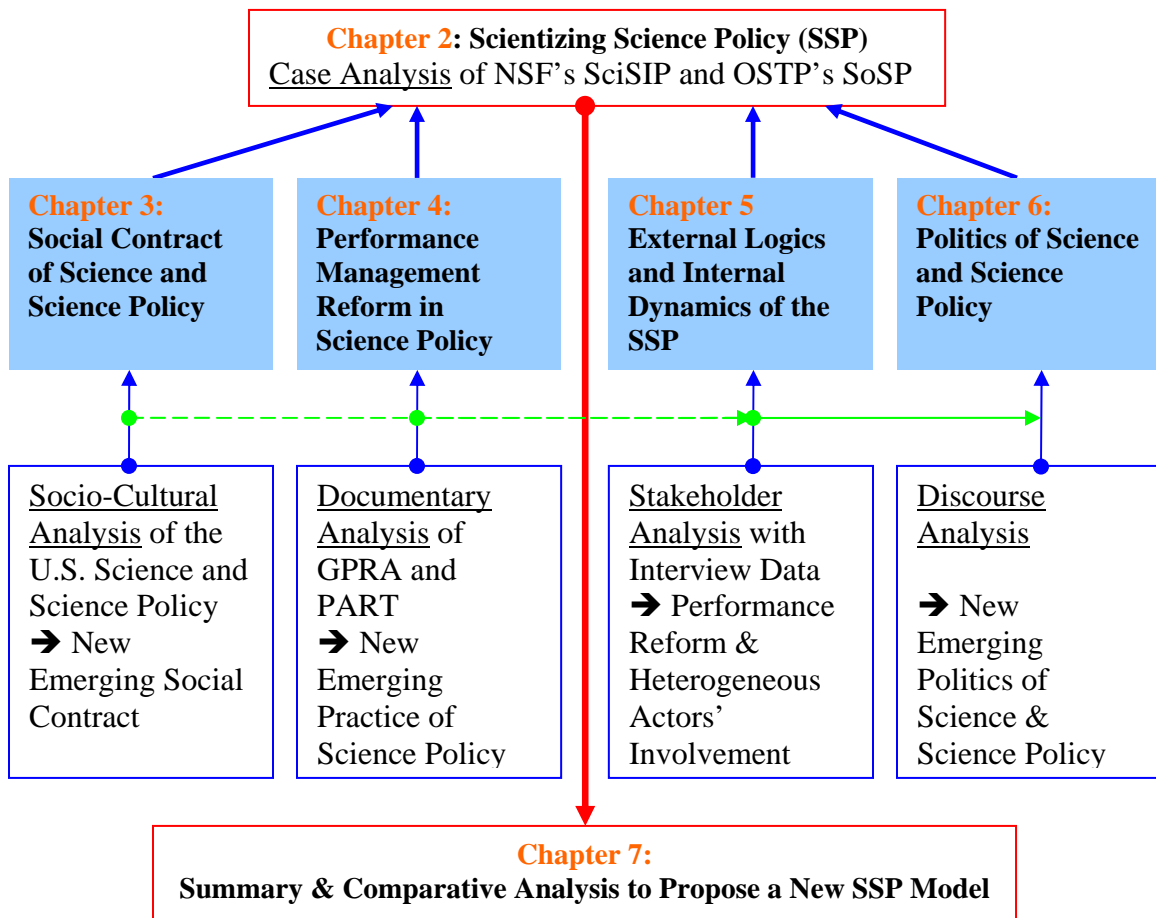 Chapter 2: Scientizing Science Policy (SSP)
Case Analysis of NSF’s SciSIP and OSTP’s SoSP
Chapter 3:
Social Contract
of Science and
Science Policy
Chapter 4:
Performance
Management
Reform in
Science Policy
Chapter 5
External Logics
and Internal
Dynamics of the
SSP
Chapter 6:
Politics of Science
and Science
Policy
Socio-Cultural
Analysis of the
U.S. Science and
Science Policy
➔ New
Emerging Social
Contract
Documentary
Analysis of
GPRA and
PART
➔ New
Emerging
Practice of
Science Policy
Stakeholder
Analysis with
Interview Data
➔ Performance
Reform &
Heterogeneous
Actors’
Involvement
Discourse
Analysis
➔ New
Emerging
Politics of
Science &
Science Policy
Chapter 7:
Summary & Comparative Analysis to Propose a New SSP Model